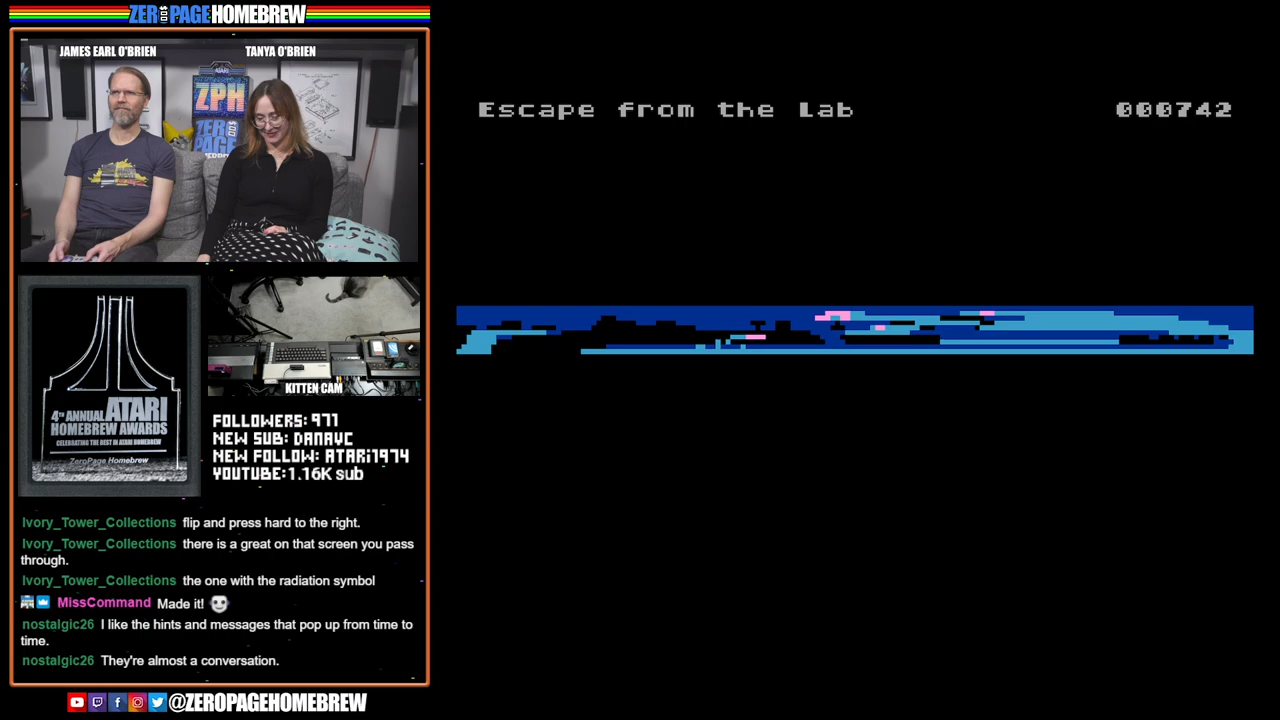 ZEROPAGE HOMEBREW
JAMES EARL O'BRIEN
TANYA O'BRIEN
ATARI
ZPH
ZERO
PAGE
Escape from the Lab
000742
4TH ANNUAL ATARI
HOMEBREW AWARDS
CELEBRATING THE BEST IN ATARI HOMEBREW
ZeroPage Homebrew
KITTEN CAM
FOLLOWERS: 971
NEW SUB: DANAYC
NEW FOLLOW: ATARI1974
YOUTUBE:1.16K sub
Ivory_Tower_Collections flip and press hard to the right.
Ivory_Tower_Collections there is a great on that screen you pass
through.
Ivory_Tower_Collections the one with the radiation symbol
MissCommand Made it!
nostalgic26 I like the hints and messages that pop up from time to
time.
nostalgic26 They're almost a conversation.
@ZEROPAGEHOMEBREW